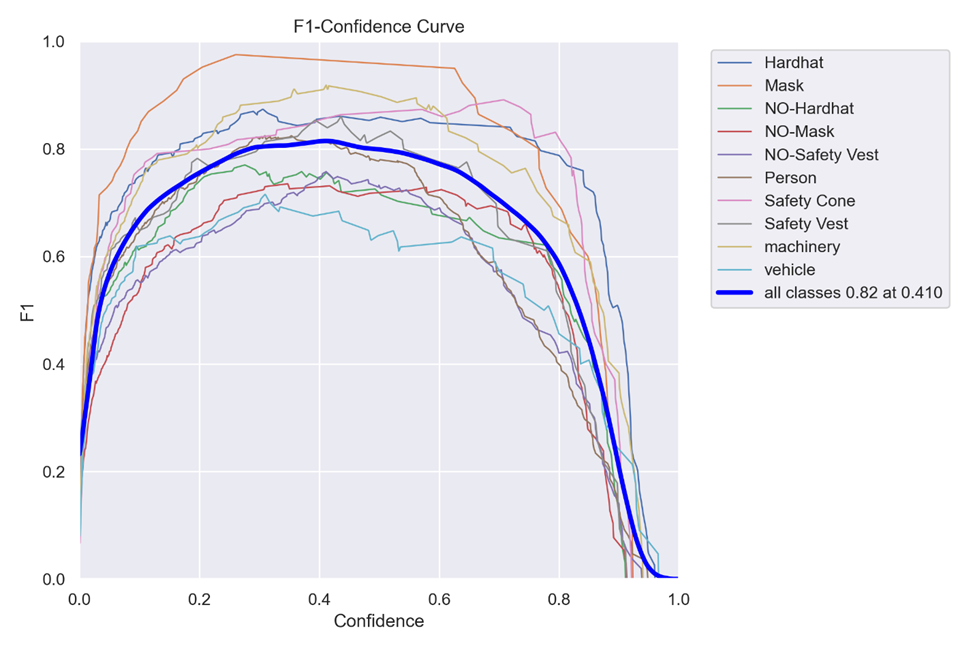 F1-Confidence Curve
1.0
0.8
0.6
0.4
0.2
0.0
F1
0.0 0.2 0.4 0.6 0.8 1.0
Confidence
Hardhat
Mask
NO-Hardhat
NO-Mask
NO-Safety Vest
Person
Safety Cone
Safety Vest
machinery
vehicle
all classes 0.82 at 0.410